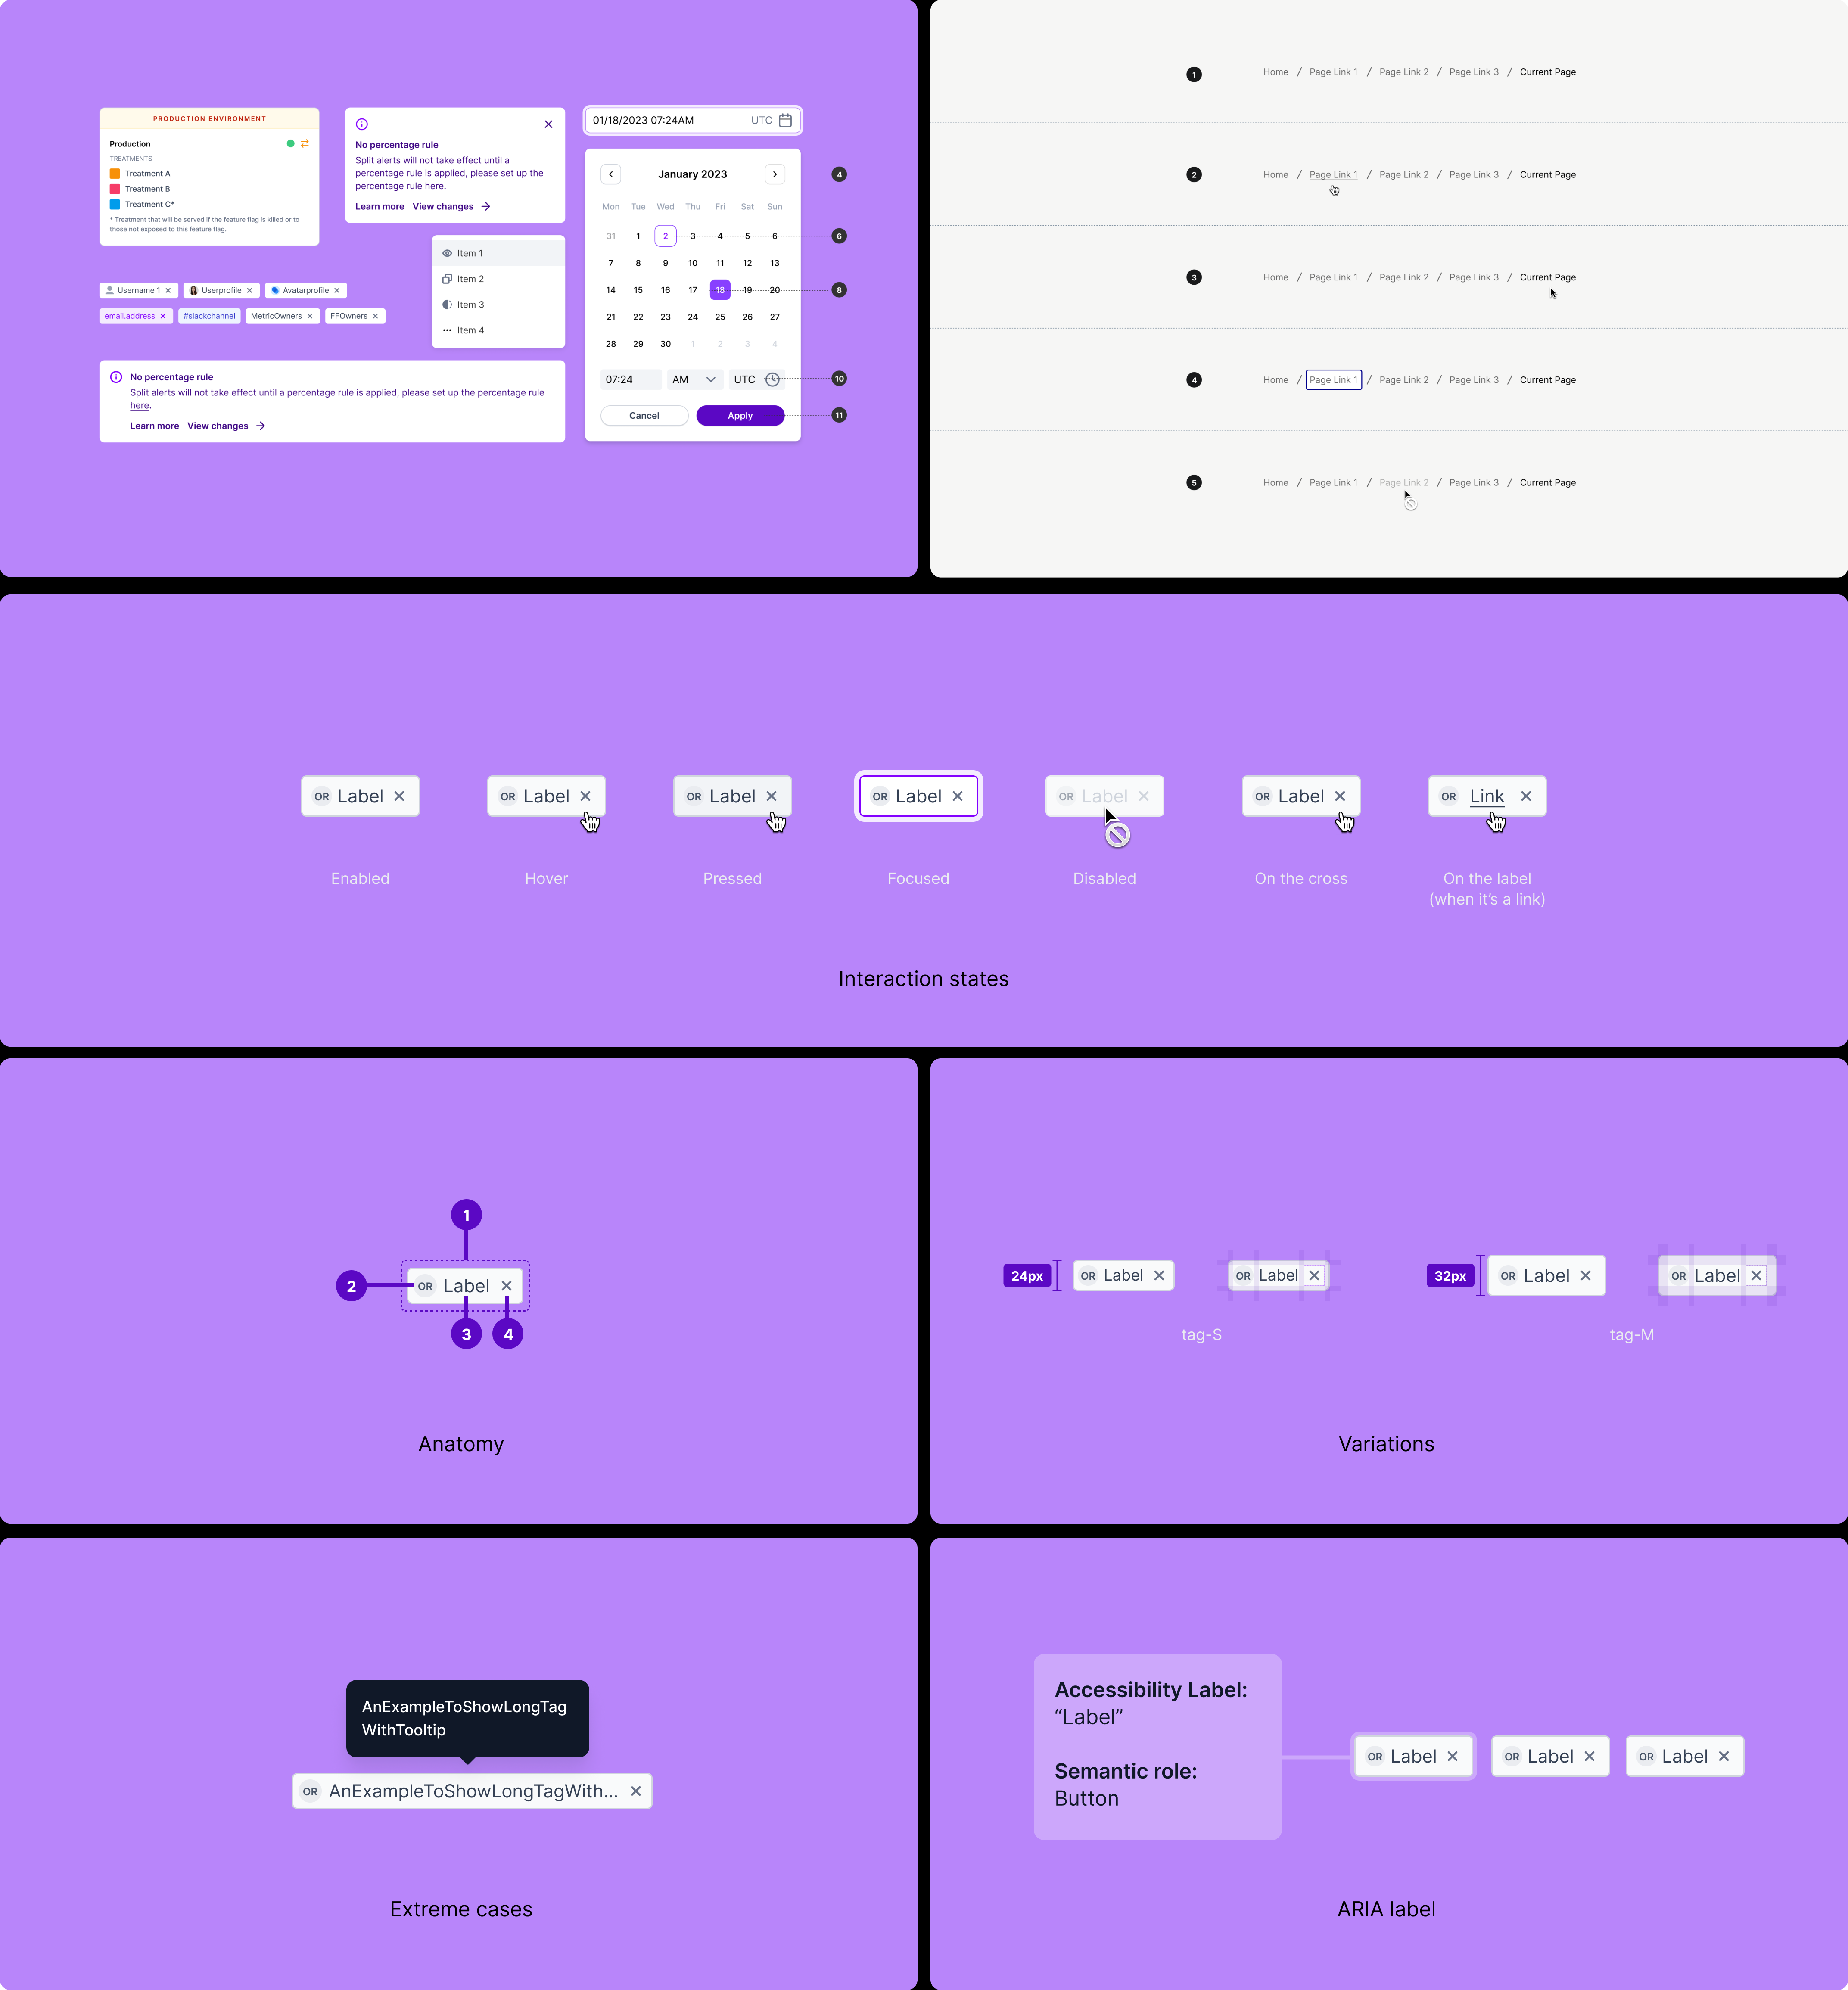 PRODUCTION ENVIRONMENT
Production
TREATMENTS
Treatment A
Treatment B
Treatment C*
* Treatment that will be served if the feature flag is killed or to
those not exposed to this feature flag.
No percentage rule
Split alerts will not take effect until a
percentage rule is applied, please set up the
percentage rule here.
Learn more View changes
Item 1
Item 2
Item 3
Item 4
Username 1
Userprofile
Avatarprofile
email.address
#slackchannel
MetricOwners
FFOwners
No percentage rule
Split alerts will not take effect until a percentage rule is applied, please set up the percentage rule
here.
Learn more View changes
01/18/2023 07:24AM UTC
January 2023 4
Mon Tue Wed Thu Fri Sat Sun
31 1 2 3 4 5 6 6
7 8 9 10 11 12 13
14 15 16 17 18 19 20 8
21 22 23 24 25 26 27
28 29 30 1 2 3 4
07:24 AM UTC 10
Cancel Apply 11
1 Home / Page Link 1 / Page Link 2 / Page Link 3 / Current Page
2 Home / Page Link 1 / Page Link 2 / Page Link 3 / Current Page
3 Home / Page Link 1 / Page Link 2 / Page Link 3 / Current Page
4 Home / Page Link 1 / Page Link 2 / Page Link 3 / Current Page
5 Home / Page Link 1 / Page Link 2 / Page Link 3 / Current Page
OR Label
Enabled
OR Label
Hover
OR Label
Pressed
OR Label
Focused
OR Label
Disabled
OR Label
On the cross
OR Link
On the label
(when it’s a link)
Interaction states
1
2
OR Label
3 4
Anatomy
24px OR Label OR Label
tag-S
32px OR Label OR Label
tag-M
Variations
AnExampleToShowLongTag
WithTooltip
OR AnExampleToShowLongTagWith...
Extreme cases
Accessibility Label:
“Label”
Semantic role:
Button
OR Label
OR Label
OR Label
ARIA label